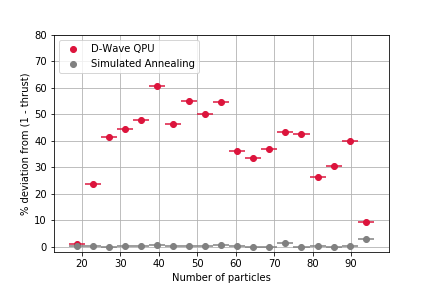 80
70
60
50
40
30
20
10
0
% deviation from (1 - thrust)
D-Wave QPU
Simulated Annealing
20 30 40 50 60 70 80 90
Number of particles